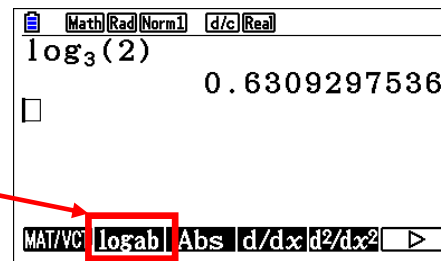 Math Rad Norm1 d/c Real
log₃(2)
0.6309297536
MAT/VCT logab Abs d/dx d²/dx² ▷